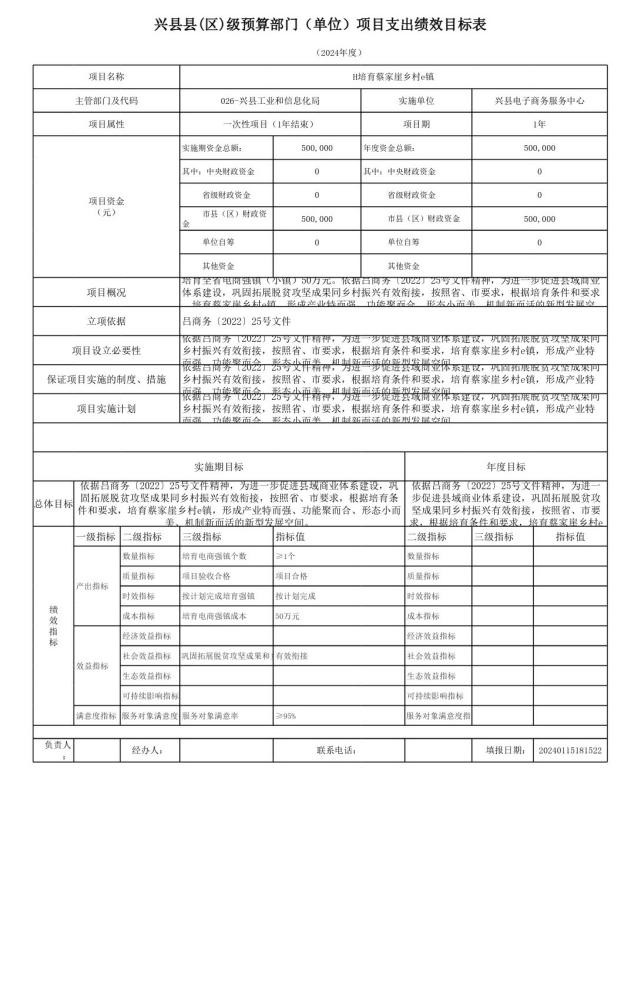 兴县县(区)级预算部门（单位）项目支出绩效目标表
（2024年度）
项目名称 H培育蔡家崖乡村e镇
主管部门及代码 026-兴县工业和信息化局 实施单位 兴县电子商务服务中心
项目属性 一次性项目（1年结束） 项目期 1年
项目资金
（元）
实施期资金总额： 500,000 年度资金总额： 500,000
其中：中央财政资金 0 其中：中央财政资金 0
省级财政资金 0 省级财政资金 0
市县（区）财政资
金 500,000 市县（区）财政资金 500,000
单位自筹 0 单位自筹 0
其他资金 其他资金
项目概况
培育全省电商强镇（小镇）50万元。依据吕商务〔2022〕25号文件精神，为进一步促进县域商业
体系建设，巩固拓展脱贫攻坚成果同乡村振兴有效衔接，按照省、市要求，根据培育条件和要求
，培育蔡家崖乡村e镇，形成产业特而强、功能聚而合、形态小而美、机制新而活的新型发展空
立项依据 吕商务〔2022〕25号文件
项目设立必要性
依据吕商务〔2022〕25号文件精神，为进一步促进县域商业体系建设，巩固拓展脱贫攻坚成果同
乡村振兴有效衔接，按照省、市要求，根据培育条件和要求，培育蔡家崖乡村e镇，形成产业特
而强、功能聚而合、形态小而美、机制新而活的新型发展空间。
保证项目实施的制度、措施
依据吕商务〔2022〕25号文件精神，为进一步促进县域商业体系建设，巩固拓展脱贫攻坚成果同
乡村振兴有效衔接，按照省、市要求，根据培育条件和要求，培育蔡家崖乡村e镇，形成产业特
而强、功能聚而合、形态小而美、机制新而活的新型发展空间。
项目实施计划
依据吕商务〔2022〕25号文件精神，为进一步促进县域商业体系建设，巩固拓展脱贫攻坚成果同
乡村振兴有效衔接，按照省、市要求，根据培育条件和要求，培育蔡家崖乡村e镇，形成产业特
而强、功能聚而合、形态小而美、机制新而活的新型发展空间。
实施期目标 年度目标
总体目标
依据吕商务〔2022〕25号文件精神，为进一步促进县域商业体系建设，巩
固拓展脱贫攻坚成果同乡村振兴有效衔接，按照省、市要求，根据培育条
件和要求，培育蔡家崖乡村e镇，形成产业特而强、功能聚而合、形态小而
美、机制新而活的新型发展空间。
依据吕商务〔2022〕25号文件精神，为进一
步促进县域商业体系建设，巩固拓展脱贫攻
坚成果同乡村振兴有效衔接，按照省、市要
求，根据培育条件和要求，培育蔡家崖乡村e
绩效指标
一级指标 二级指标 三级指标 指标值 二级指标 三级指标 指标值
产出指标
数量指标 培育电商强镇个数 ≥1个 数量指标
质量指标 项目验收合格 项目合格 质量指标
时效指标 按计划完成培育强镇 按计划完成 时效指标
成本指标 培育电商强镇成本 50万元 成本指标
效益指标
经济效益指标 经济效益指标
社会效益指标 巩固拓展脱贫攻坚成果和 有效衔接 社会效益指标
生态效益指标 生态效益指标
可持续影响指标 可持续影响指标
满意度指标 服务对象满意度 服务对象满意率 ≥95% 服务对象满意度指
负责人
： 经办人： 联系电话： 填报日期： 20240115181522